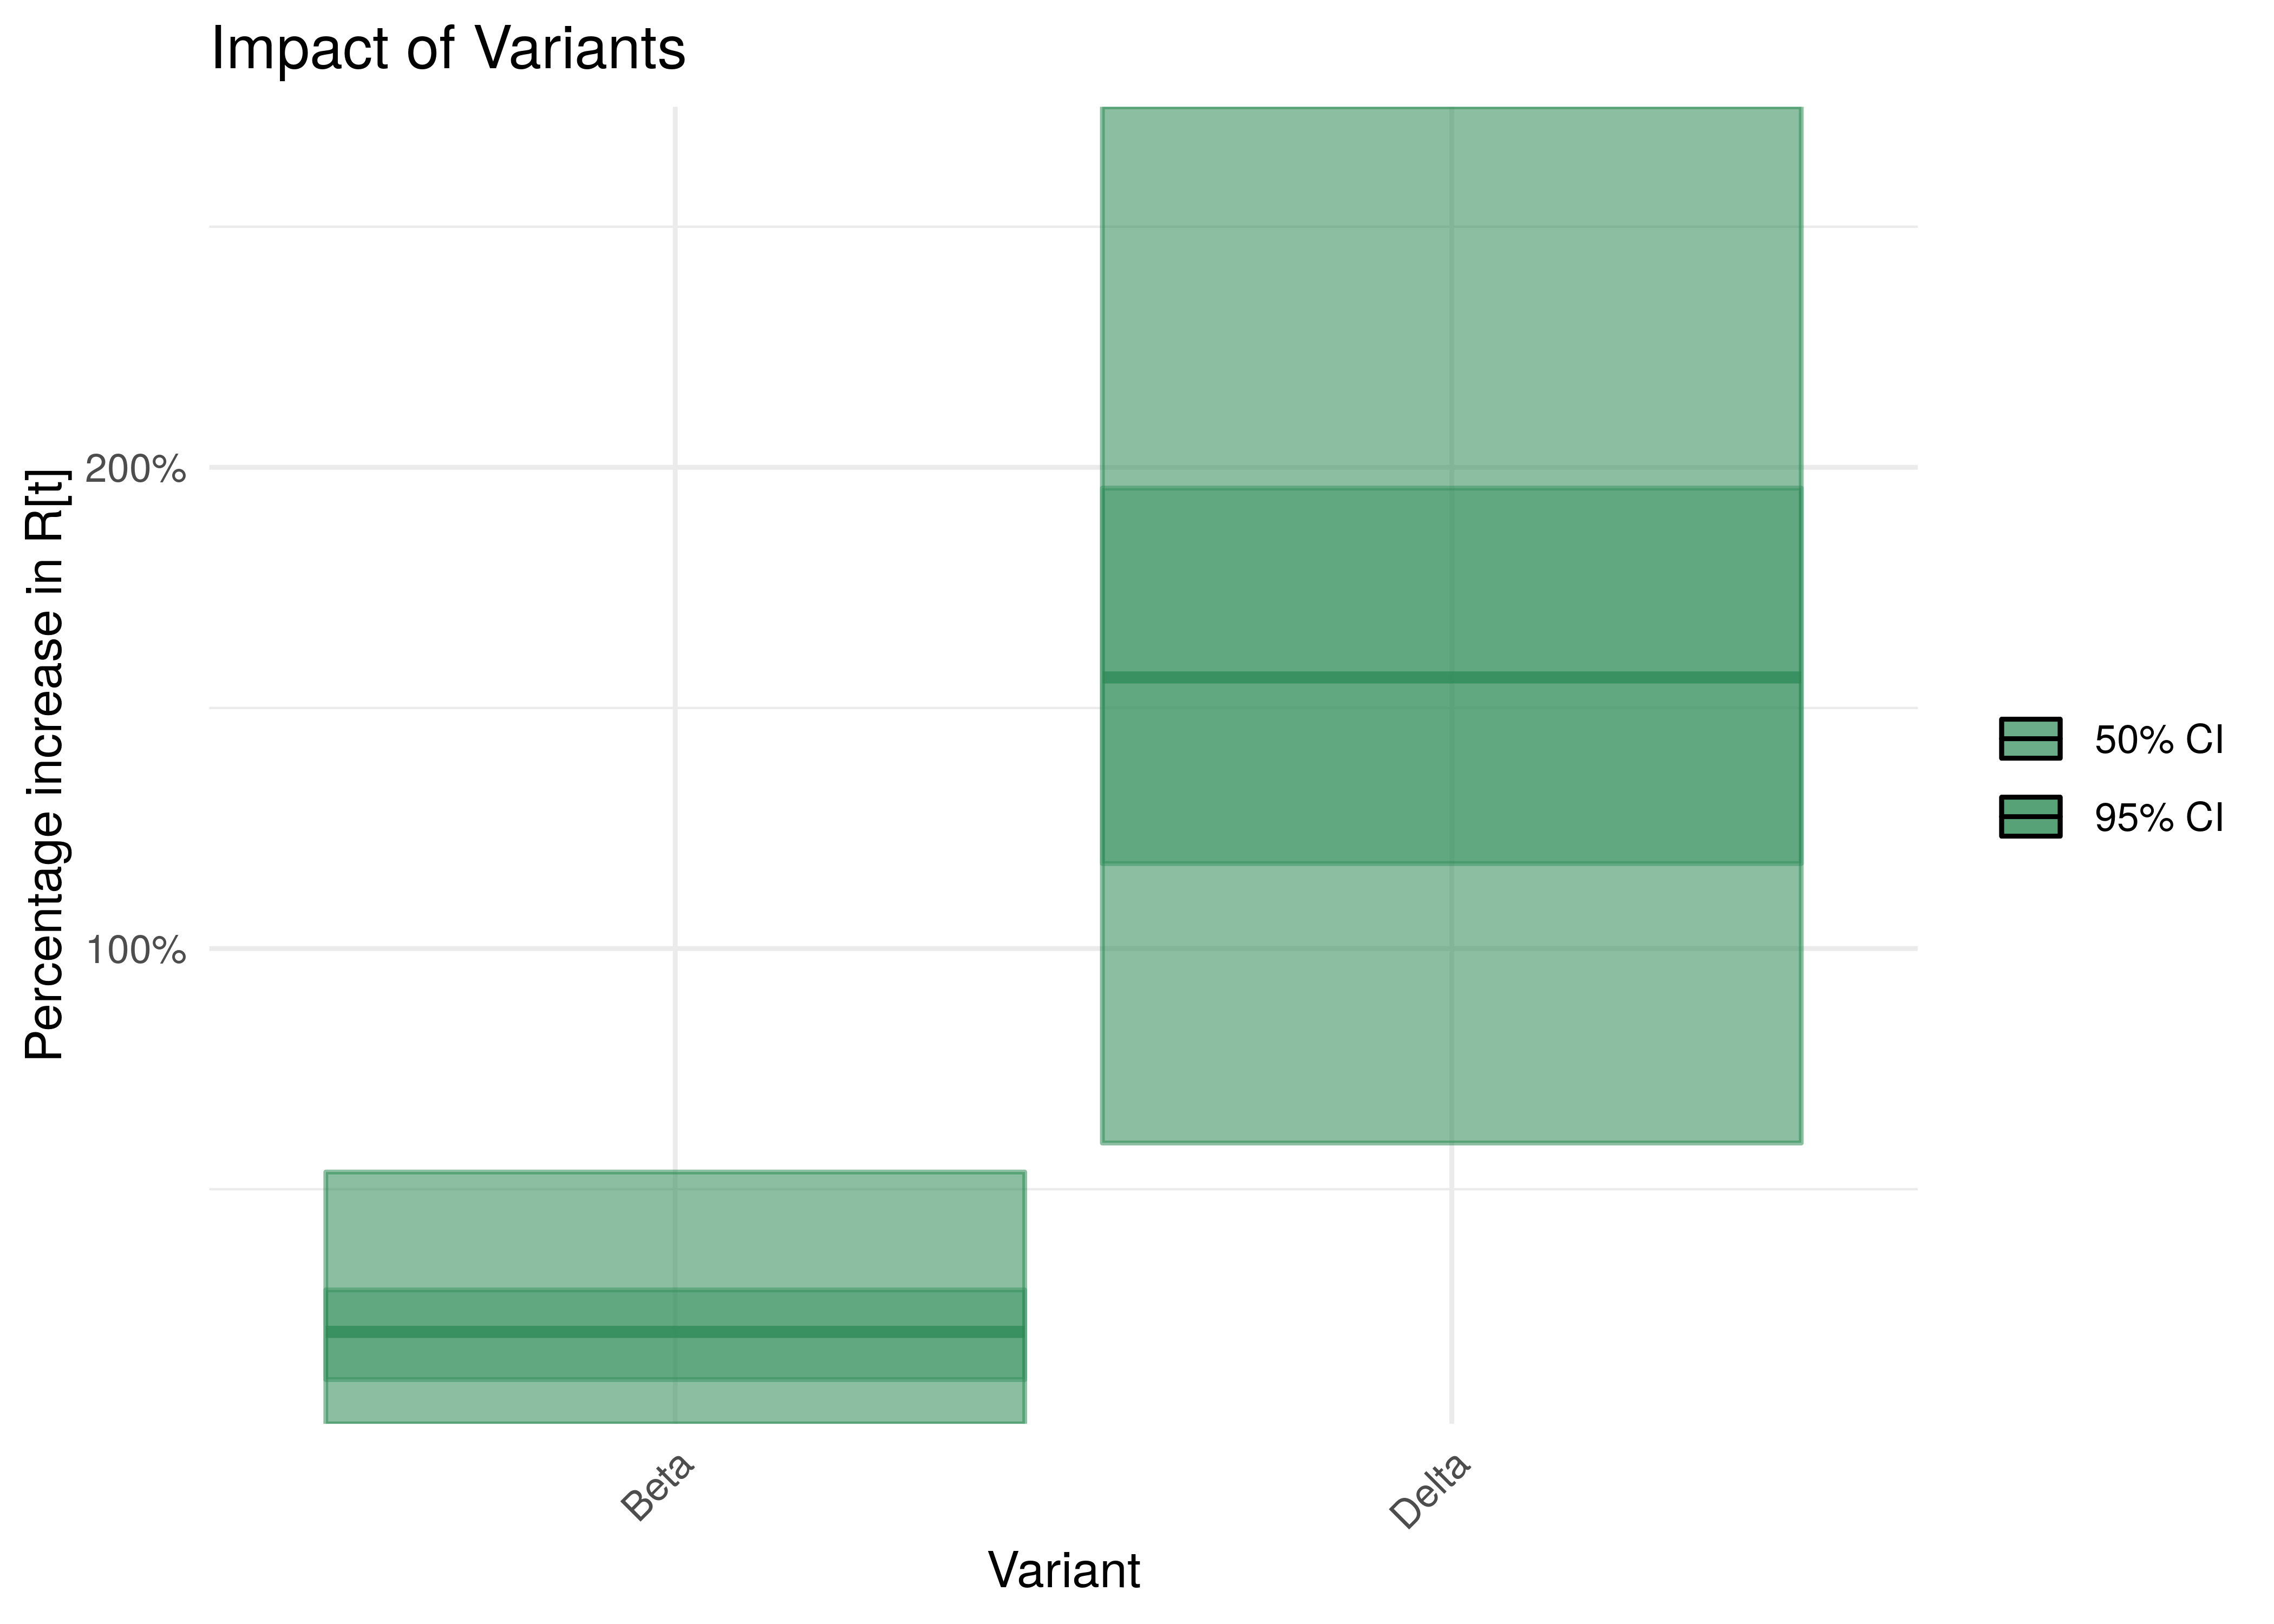 Impact of Variants
Percentage increase in R[t]
200%
100%
50% CI
95% CI
Beta
Delta
Variant